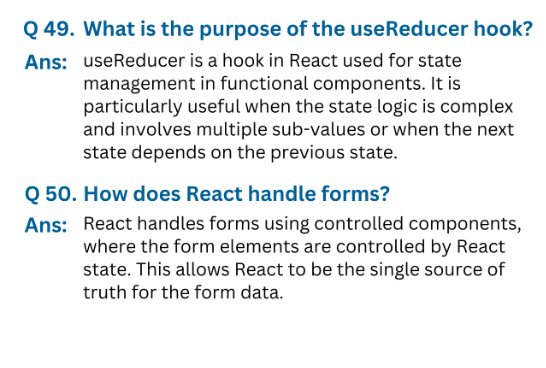 Q 49. What is the purpose of the useReducer hook?
Ans: useReducer is a hook in React used for state
management in functional components. It is
particularly useful when the state logic is complex
and involves multiple sub-values or when the next
state depends on the previous state.
Q 50. How does React handle forms?
Ans: React handles forms using controlled components,
where the form elements are controlled by React
state. This allows React to be the single source of
truth for the form data.